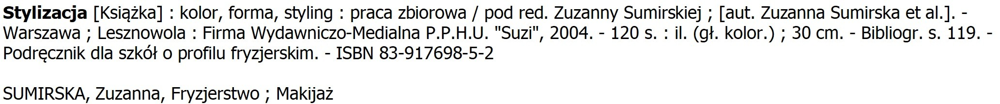 Stylizacja [Książka] : kolor, forma, styling : praca zbiorowa / pod red. Zuzanny Sumirskiej ; [aut. Zuzanna Sumirska et al.]. -
Warszawa ; Lesznowola : Firma Wydawniczo-Medialna P.P.H.U. "Suzi", 2004. - 120 s. : il. (gł. kolor.) ; 30 cm. - Bibliogr. s. 119. -
Podręcznik dla szkół o profilu fryzjerskim. - ISBN 83-917698-5-2
SUMIRSKA, Zuzanna, Fryzjerstwo ; Makijaż